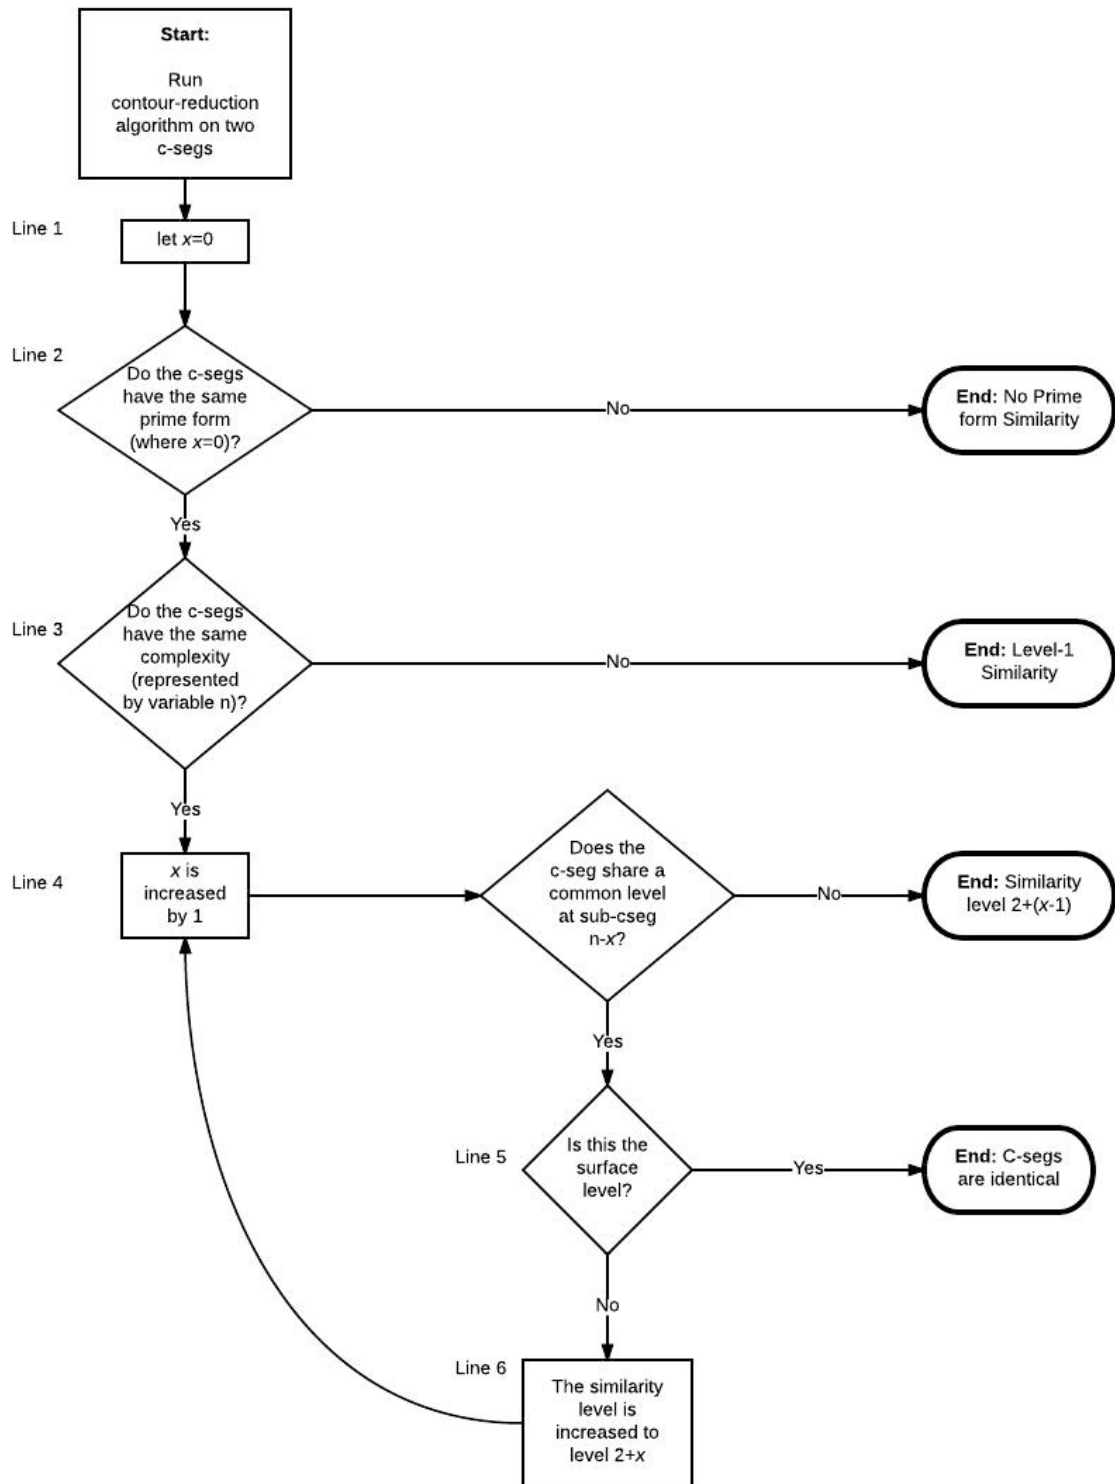 Start:
Run
contour-reduction
algorithm on two
c-segs
Line 1
let x=0
Line 2
Do the c-segs
have the same
prime form
(where x=0)?
No
End: No Prime
form Similarity
Yes
Line 3
Do the c-segs
have the same
complexity
(represented
by variable n)?
No
End: Level-1
Similarity
Yes
Line 4
x is
increased
by 1
Does the
c-seg share a
common level
at sub-cseg
n-x?
No
End: Similarity
level 2+(x-1)
Yes
Line 5
Is this the
surface
level?
Yes
End: C-segs
are identical
No
Line 6
The similarity
level is
increased to
level 2+x